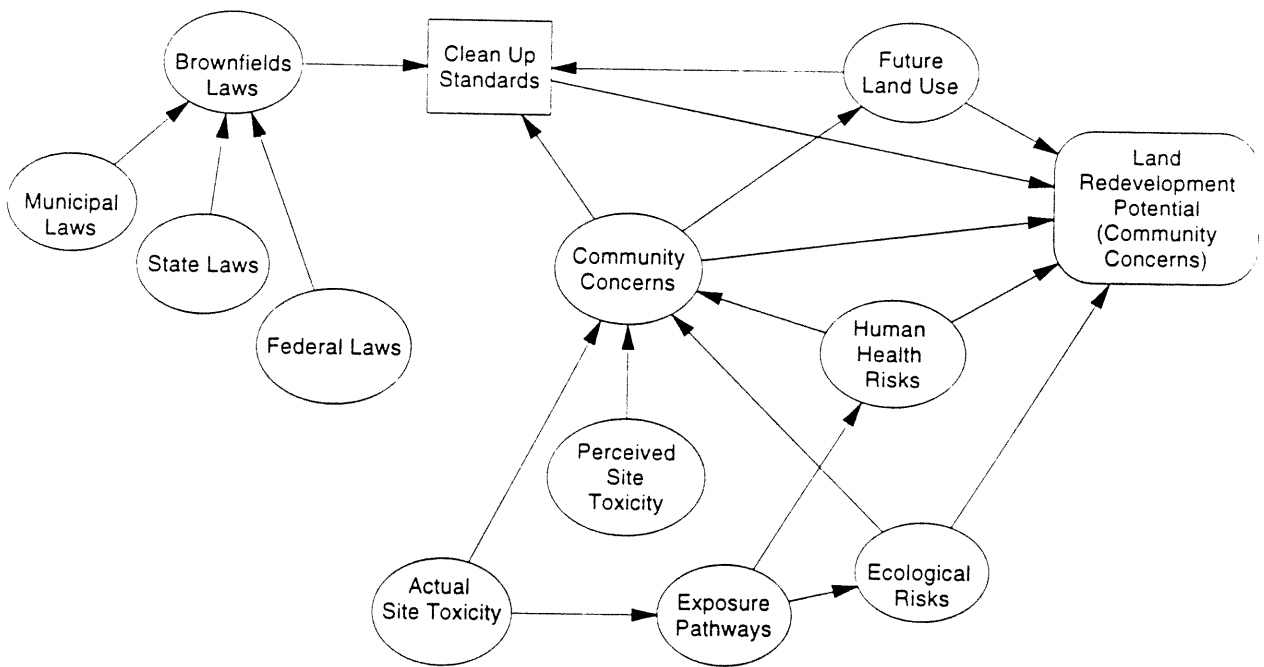 Brownfields
Laws
Clean Up
Standards
Future
Land Use
Municipal
Laws
State Laws
Federal Laws
Land
Redevelopment
Potential
(Community
Concerns)
Community
Concerns
Human
Health
Risks
Perceived
Site
Toxicity
Actual
Site Toxicity
Exposure
Pathways
Ecological
Risks